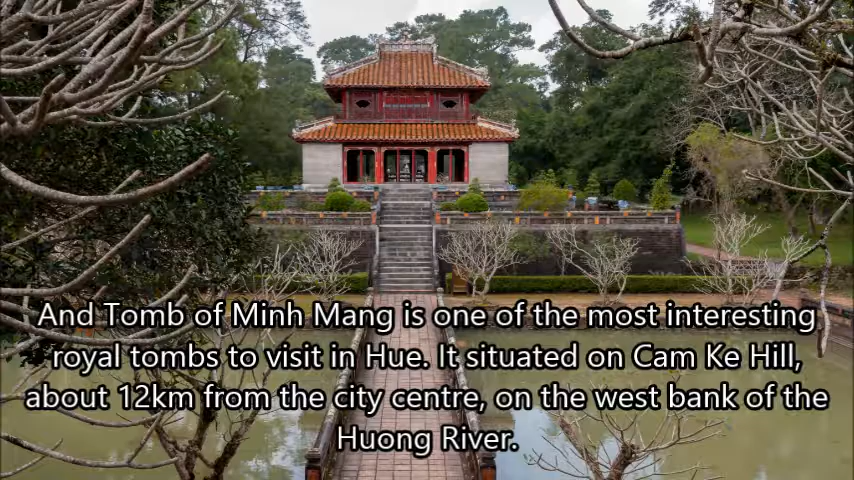 And Tomb of Minh Mang is one of the most interesting
royal tombs to visit in Hue. It situated on Cam Ke Hill,
about 12km from the city centre, on the west bank of the
Huong River.